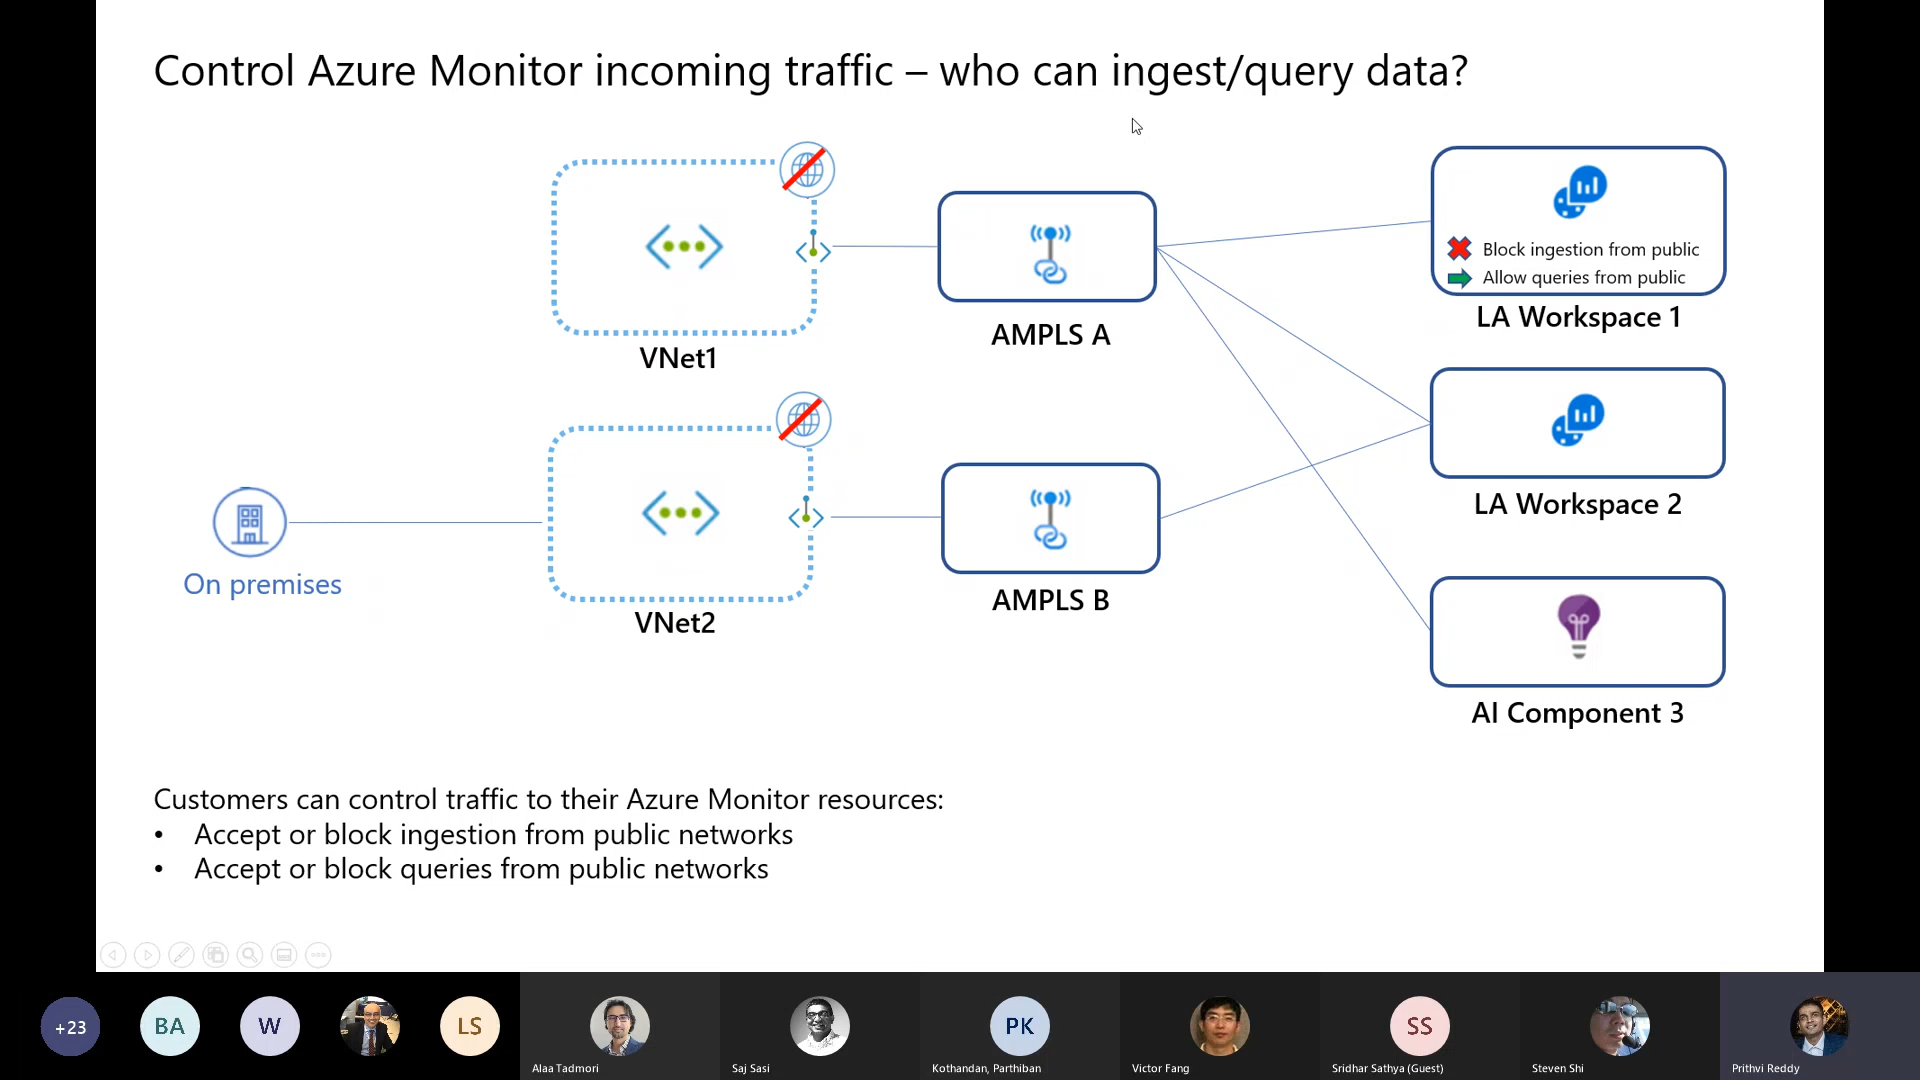 Control Azure Monitor incoming traffic – who can ingest/query data?
Block ingestion from public
Allow queries from public
LA Workspace 1
AMPLS A
VNet1
LA Workspace 2
On premises
AMPLS B
VNet2
AI Component 3
Customers can control traffic to their Azure Monitor resources:
• Accept or block ingestion from public networks
• Accept or block queries from public networks
+23
BA
W
LS
PK
SS
Alaa Tadmori
Saj Sasi
Kothandan, Parthiban
Victor Fang
Sridhar Sathya (Guest)
Steven Shi
Prithvi Reddy